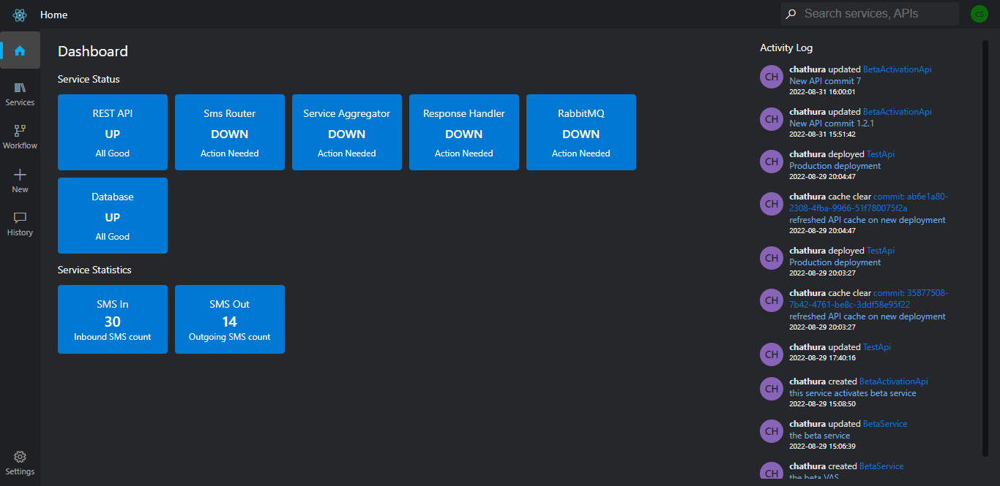 Home
Search services, APIs
CS
Services
Workflow
New
History
Settings
Dashboard
Service Status
REST API
UP
All Good
Sms Router
DOWN
Action Needed
Service Aggregator
DOWN
Action Needed
Response Handler
DOWN
Action Needed
RabbitMQ
DOWN
Action Needed
Database
UP
All Good
Service Statistics
SMS In
30
Inbound SMS count
SMS Out
14
Outgoing SMS count
Activity Log
CH
chathura updated BetaActivationApi
New API commit 7
2022-08-31 16:00:01
CH
chathura updated BetaActivationApi
New API commit 1.2.1
2022-08-31 15:51:42
CH
chathura deployed TestApi
Production deployment
2022-08-29 20:04:47
CH
chathura cache clear commit: ab6e1a80-
2308-4fba-9966-51f780075f2a
refreshed API cache on new deployment
2022-08-29 20:04:47
CH
chathura deployed TestApi
Production deployment
2022-08-29 20:03:27
CH
chathura cache clear commit: 35877508-
7b42-4761-be8c-3ddf58e95f22
refreshed API cache on new deployment
2022-08-29 20:03:27
CH
chathura updated TestApi
2022-08-29 17:40:16
CH
chathura created BetaActivationApi
this service activates beta service
2022-08-29 15:08:50
CH
chathura updated BetaService
the beta service
2022-08-29 15:06:39
CH
chathura created BetaService
the beta VAS